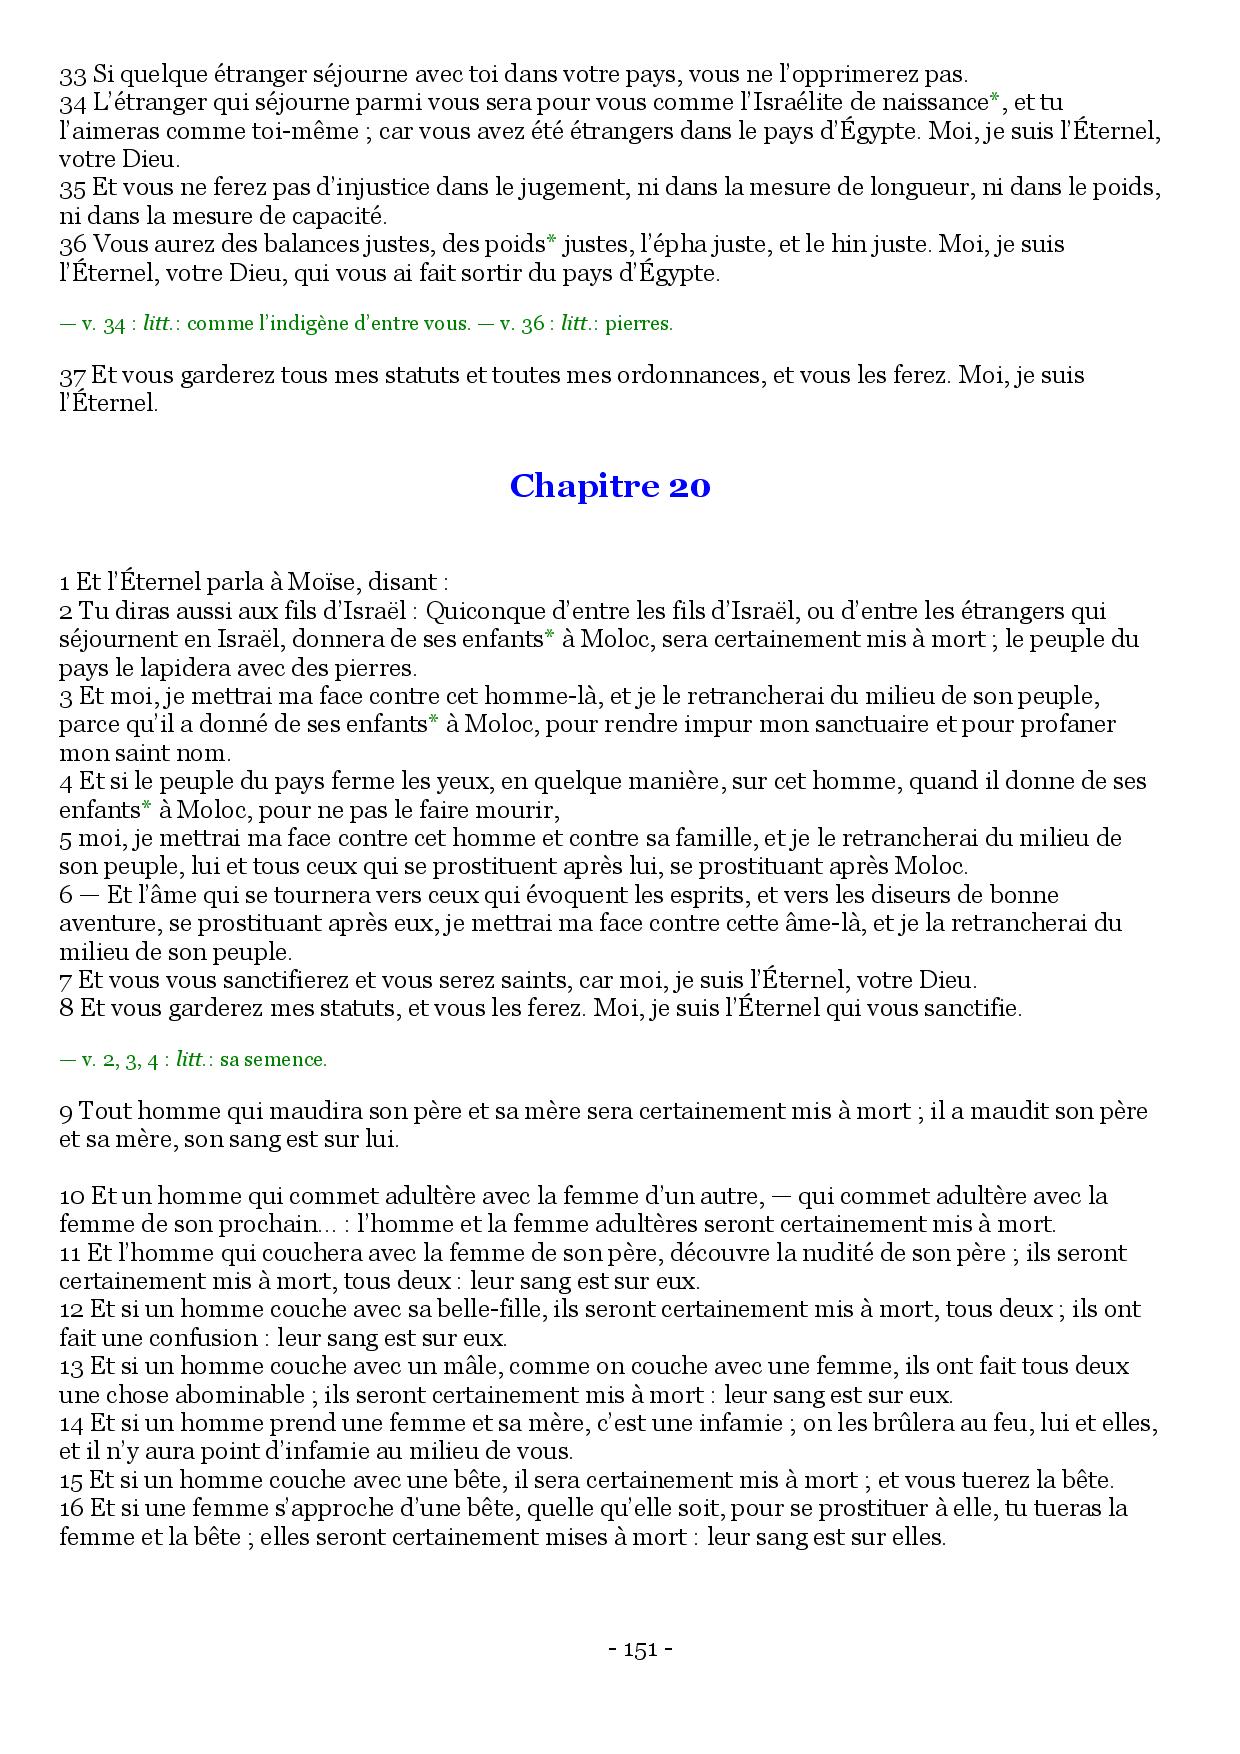 33 Si quelque étranger séjourne avec toi dans votre pays, vous ne l’opprimerez pas.
34 L’étranger qui séjourne parmi vous sera pour vous comme l’Israélite de naissance*, et tu
l’aimeras comme toi-même ; car vous avez été étrangers dans le pays d’Égypte. Moi, je suis l’Éternel,
votre Dieu.
35 Et vous ne ferez pas d’injustice dans le jugement, ni dans la mesure de longueur, ni dans le poids,
ni dans la mesure de capacité.
36 Vous aurez des balances justes, des poids* justes, l’épha juste, et le hin juste. Moi, je suis
l’Éternel, votre Dieu, qui vous ai fait sortir du pays d’Égypte.
— v. 34 : litt.: comme l’indigène d’entre vous. — v. 36 : litt.: pierres.
37 Et vous garderez tous mes statuts et toutes mes ordonnances, et vous les ferez. Moi, je suis
l’Éternel.
Chapitre 20
1 Et l’Éternel parla à Moïse, disant :
2 Tu diras aussi aux fils d’Israël : Quiconque d’entre les fils d’Israël, ou d’entre les étrangers qui
séjournent en Israël, donnera de ses enfants* à Moloc, sera certainement mis à mort ; le peuple du
pays le lapidera avec des pierres.
3 Et moi, je mettrai ma face contre cet homme-là, et je le retrancherai du milieu de son peuple,
parce qu’il a donné de ses enfants* à Moloc, pour rendre impur mon sanctuaire et pour profaner
mon saint nom.
4 Et si le peuple du pays ferme les yeux, en quelque manière, sur cet homme, quand il donne de ses
enfants* à Moloc, pour ne pas le faire mourir,
5 moi, je mettrai ma face contre cet homme et contre sa famille, et je le retrancherai du milieu de
son peuple, lui et tous ceux qui se prostituent après lui, se prostituant après Moloc.
6 — Et l’âme qui se tournera vers ceux qui évoquent les esprits, et vers les diseurs de bonne
aventure, se prostituant après eux, je mettrai ma face contre cette âme-là, et je la retrancherai du
milieu de son peuple.
7 Et vous vous sanctifierez et vous serez saints, car moi, je suis l’Éternel, votre Dieu.
8 Et vous garderez mes statuts, et vous les ferez. Moi, je suis l’Éternel qui vous sanctifie.
— v. 2, 3, 4 : litt.: sa semence.
9 Tout homme qui maudira son père et sa mère sera certainement mis à mort ; il a maudit son père
et sa mère, son sang est sur lui.
10 Et un homme qui commet adultère avec la femme d’un autre, — qui commet adultère avec la
femme de son prochain... : l’homme et la femme adultères seront certainement mis à mort.
11 Et l’homme qui couchera avec la femme de son père, découvre la nudité de son père ; ils seront
certainement mis à mort, tous deux : leur sang est sur eux.
12 Et si un homme couche avec sa belle-fille, ils seront certainement mis à mort, tous deux ; ils ont
fait une confusion : leur sang est sur eux.
13 Et si un homme couche avec un mâle, comme on couche avec une femme, ils ont fait tous deux
une chose abominable ; ils seront certainement mis à mort : leur sang est sur eux.
14 Et si un homme prend une femme et sa mère, c’est une infamie ; on les brûlera au feu, lui et elles,
et il n’y aura point d’infamie au milieu de vous.
15 Et si un homme couche avec une bête, il sera certainement mis à mort ; et vous tuerez la bête.
16 Et si une femme s’approche d’une bête, quelle qu’elle soit, pour se prostituer à elle, tu tueras la
femme et la bête ; elles seront certainement mises à mort : leur sang est sur elles.
- 151 -